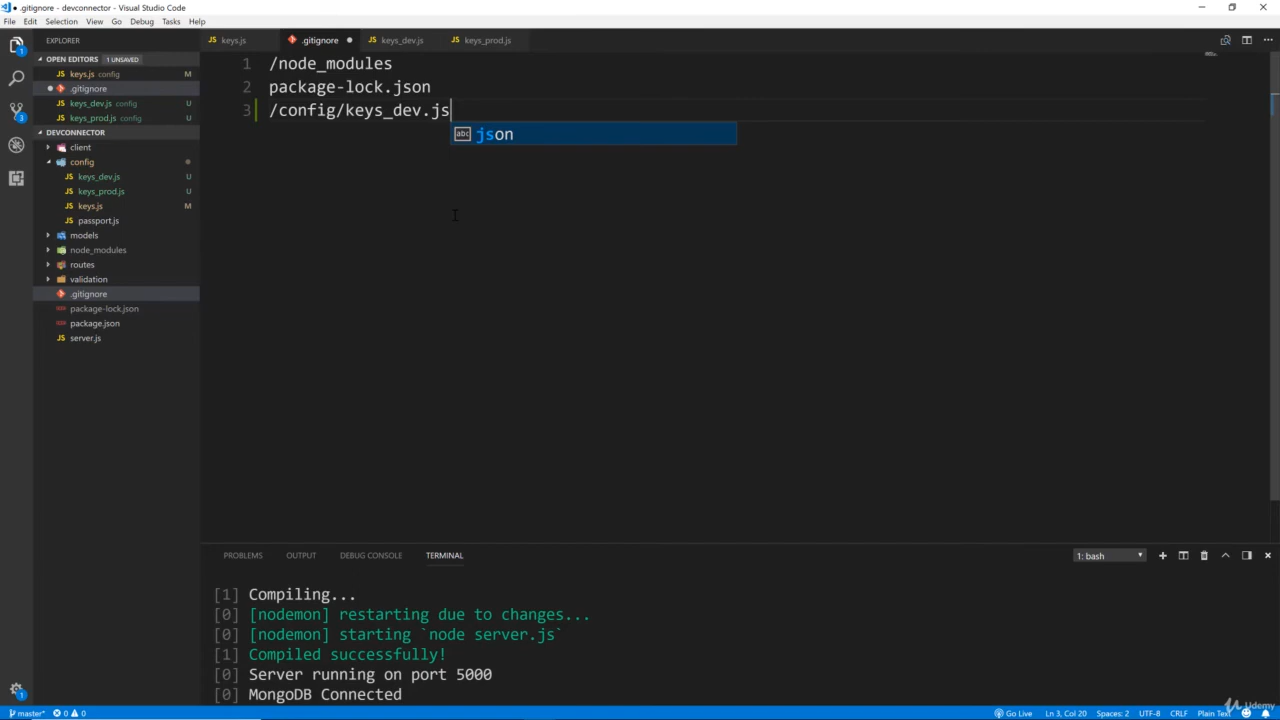 .gitignore - devconnector - Visual Studio Code
File Edit Selection View Go Debug Tasks Help
EXPLORER
keys.js
.gitignore
keys_dev.js
keys_prod.js
OPEN EDITORS 1 UNSAVED
keys.js config M
.gitignore
keys_dev.js config U
keys_prod.js config U
DEVCONNECTOR
client
config
keys_dev.js U
keys_prod.js U
keys.js M
passport.js
models
node_modules
routes
validation
.gitignore
package-lock.json
package.json
server.js
1 /node_modules
2 package-lock.json
3 /config/keys_dev.js
abc json
PROBLEMS OUTPUT DEBUG CONSOLE TERMINAL 1: bash
[1] Compiling...
[0] [nodemon] restarting due to changes...
[0] [nodemon] starting `node server.js`
[1] Compiled successfully!
[0] Server running on port 5000
[0] MongoDB Connected
master* 0 0 Go Live Ln 3, Col 20 Spaces: 2 UTF-8 CRLF Plain Text
Udemy